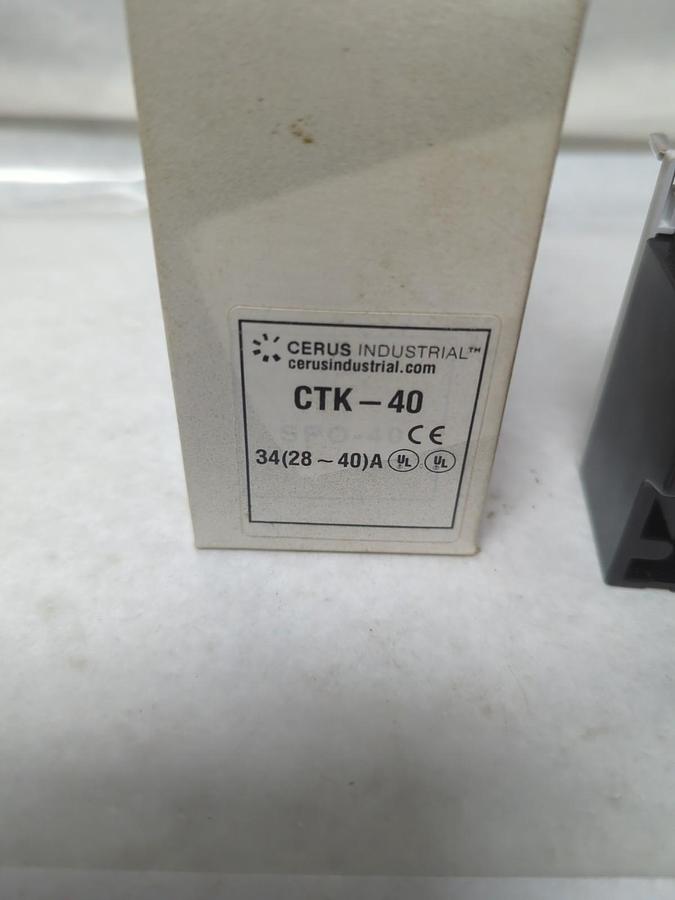 CERUS INDUSTRIAL™
cerusindustrial.com
CTK-40
CE
34(28~40)A UL UL